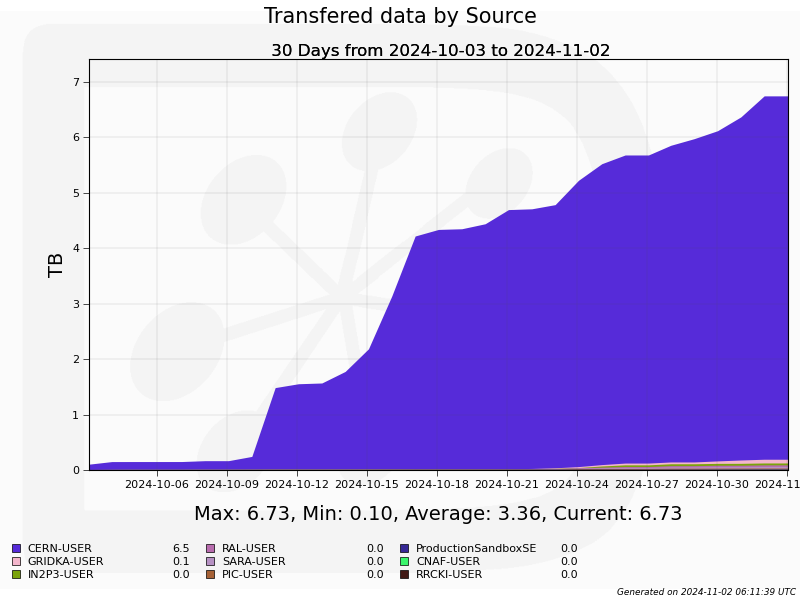 Transfered data by Source
30 Days from 2024-10-03 to 2024-11-02
7
6
5
4
3
2
1
0
TB
2024-10-06 2024-10-09 2024-10-12 2024-10-15 2024-10-18 2024-10-21 2024-10-24 2024-10-27 2024-10-30 2024-11
Max: 6.73, Min: 0.10, Average: 3.36, Current: 6.73
CERN-USER 6.5 RAL-USER 0.0 ProductionSandboxSE 0.0
GRIDKA-USER 0.1 SARA-USER 0.0 CNAF-USER 0.0
IN2P3-USER 0.0 PIC-USER 0.0 RRCKI-USER 0.0
Generated on 2024-11-02 06:11:39 UTC